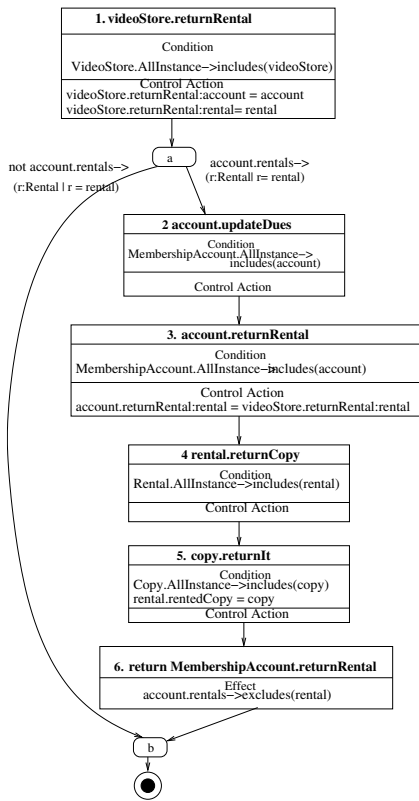 1. videoStore.returnRental
Condition
VideoStore.AllInstance->includes(videoStore)
Control Action
videoStore.returnRental:account = account
videoStore.returnRental:rental= rental
a
not account.rentals->
(r:Rental | r = rental)
account.rentals->
(r:Rental| r= rental)
2 account.updateDues
Condition
MembershipAccount.AllInstance->
includes(account)
Control Action
3. account.returnRental
Condition
MembershipAccount.AllInstance->includes(account)
Control Action
account.returnRental:rental = videoStore.returnRental:rental
4 rental.returnCopy
Condition
Rental.AllInstance->includes(rental)
Control Action
5. copy.returnIt
Condition
Copy.AllInstance->includes(copy)
rental.rentedCopy = copy
Control Action
6. return MembershipAccount.returnRental
Effect
account.rentals->excludes(rental)
b